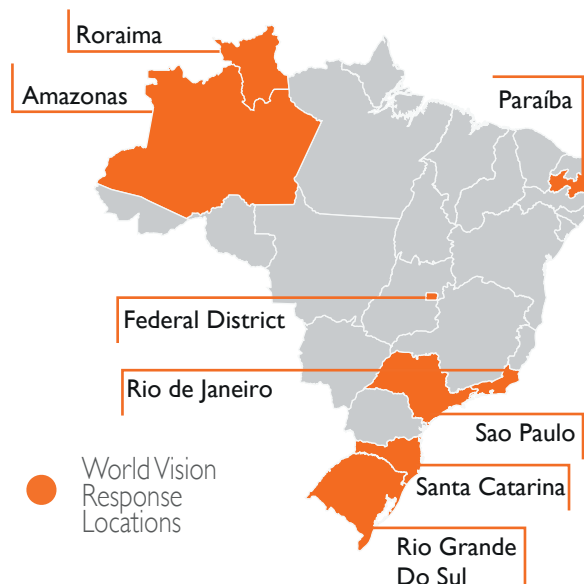 Roraima
Amazonas
Paraíba
Federal District
Rio de Janeiro
Sao Paulo
World Vision
Response
Locations
Santa Catarina
Rio Grande
Do Sul